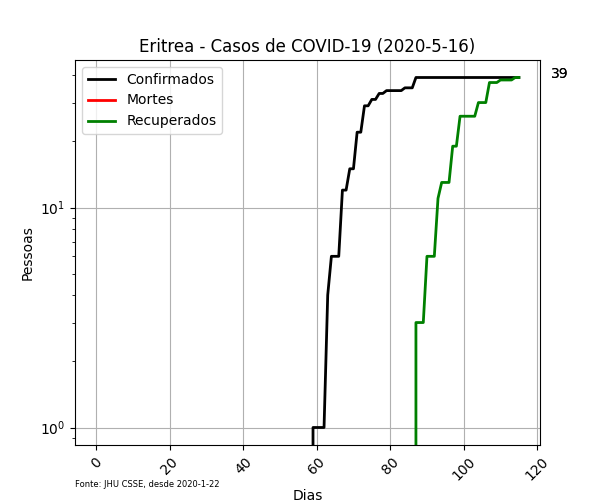 Eritrea - Casos de COVID-19 (2020-5-16)
Confirmados
Mortes
Recuperados
39
10¹
10⁰
Pessoas
0 20 40 60 80 100 120
Dias
Fonte: JHU CSSE, desde 2020-1-22